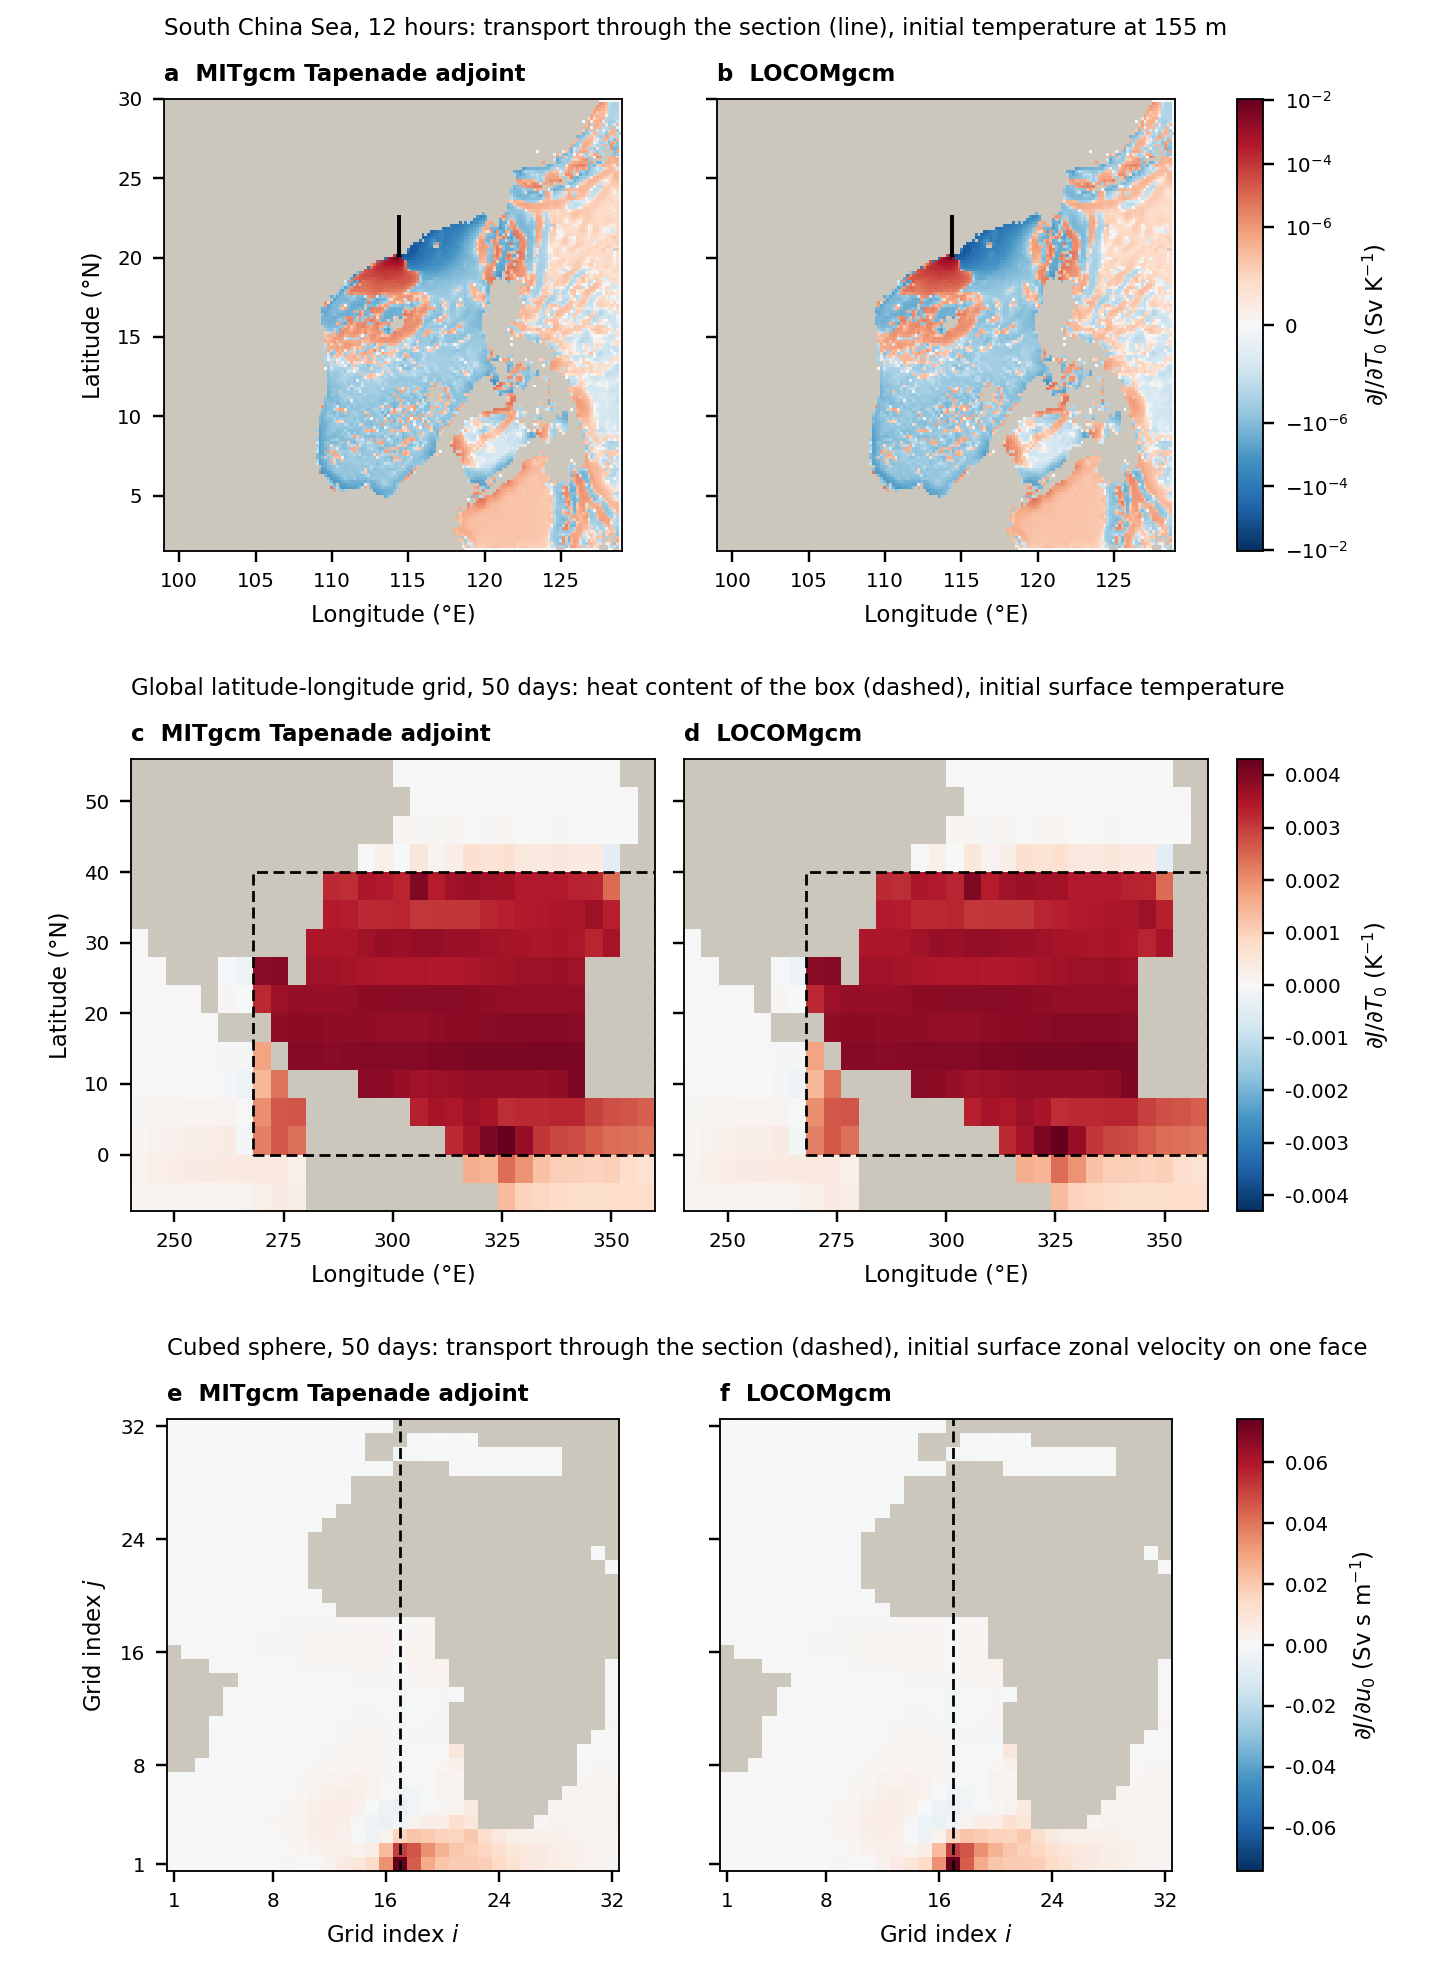 South China Sea, 12 hours: transport through the section (line), initial temperature at 155 m
a MITgcm Tapenade adjoint
b LOCOMgcm
30
25
20
15
10
5
Latitude (°N)
100 105 110 115 120 125
Longitude (°E)
100 105 110 115 120 125
Longitude (°E)
10⁻²
10⁻⁴
10⁻⁶
0
−10⁻⁶
−10⁻⁴
−10⁻²
∂J/∂T₀ (Sv K⁻¹)
Global latitude-longitude grid, 50 days: heat content of the box (dashed), initial surface temperature
c MITgcm Tapenade adjoint
d LOCOMgcm
50
40
30
20
10
0
Latitude (°N)
250 275 300 325 350
Longitude (°E)
250 275 300 325 350
Longitude (°E)
0.004
0.003
0.002
0.001
0.000
-0.001
-0.002
-0.003
-0.004
∂J/∂T₀ (K⁻¹)
Cubed sphere, 50 days: transport through the section (dashed), initial surface zonal velocity on one face
e MITgcm Tapenade adjoint
f LOCOMgcm
32
24
16
8
1
Grid index j
1 8 16 24 32
Grid index i
1 8 16 24 32
Grid index i
0.06
0.04
0.02
0.00
-0.02
-0.04
-0.06
∂J/∂u₀ (Sv s m⁻¹)